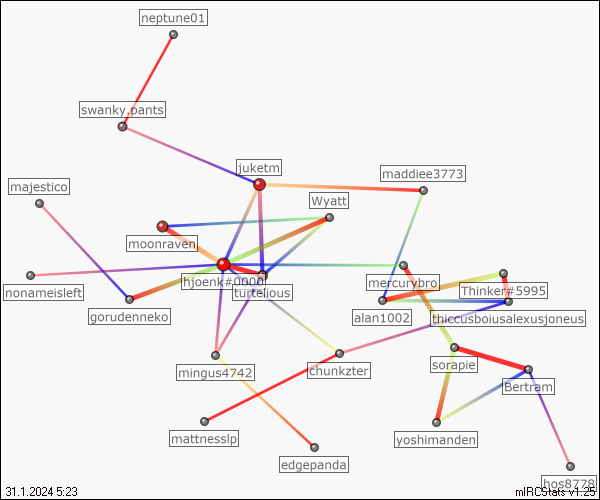 neptune01
swanky.pants
juketm
maddiee3773
majestico
Wyatt
moonraven
hjoenk#0000
mercurybro
nonameisleft
turtelious
Thinker#5995
gorudenneko
alan1002
thiccusboiusalexusjoneus
mingus4742
chunkzter
sorapie
Bertram
mattnesslp
yoshimanden
edgepanda
hos8778
31.1.2024 5:23
mIRCStats v1.25